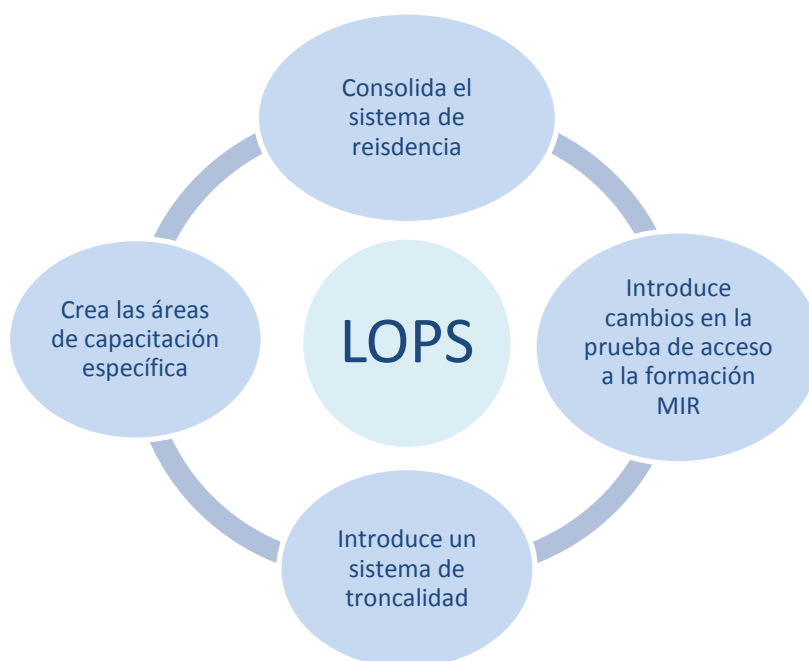 Consolida el
sistema de
reisdencia
Crea las áreas
de capacitación
específica
LOPS
Introduce
cambios en la
prueba de acceso
a la formación
MIR
Introduce un
sistema de
troncalidad